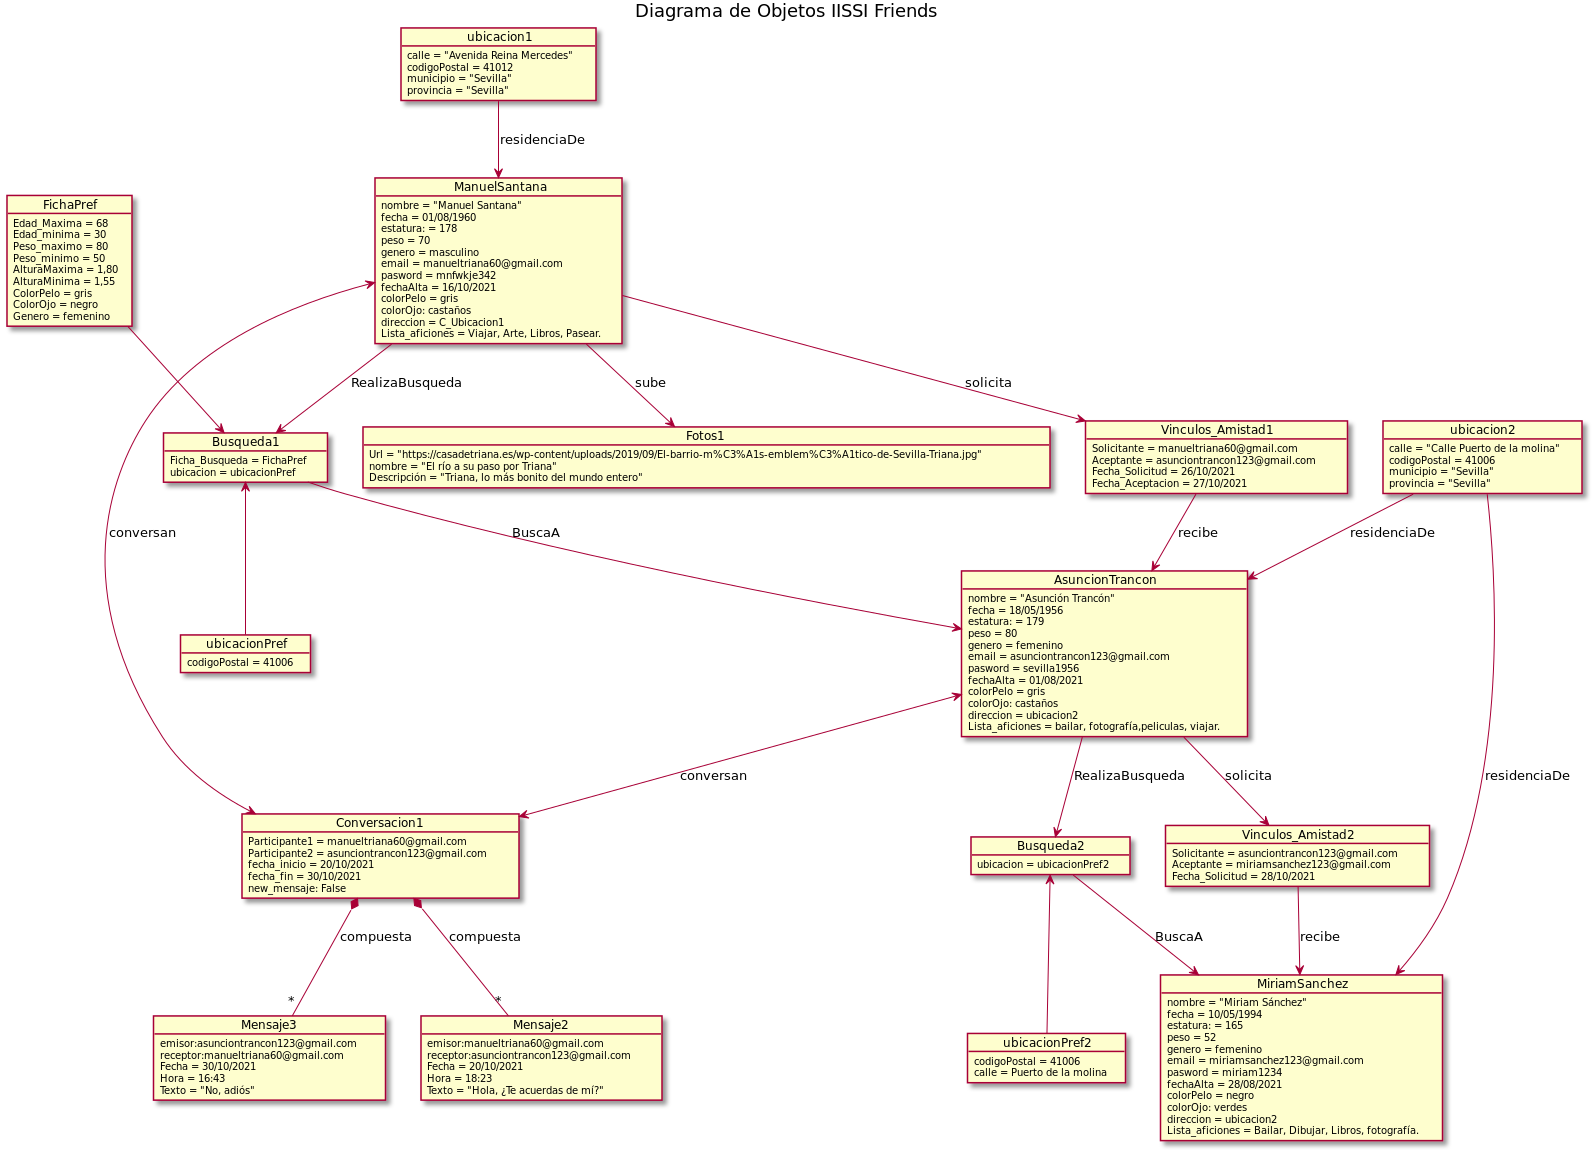 Diagrama de Objetos IISSI Friends
ubicacion1
calle = "Avenida Reina Mercedes"
codigoPostal = 41012
municipio = "Sevilla"
provincia = "Sevilla"
residenciaDe
ManuelSantana
nombre = "Manuel Santana"
fecha = 01/08/1960
estatura: = 178
peso = 70
genero = masculino
email = manueltriana60@gmail.com
pasword = mnfwkje342
fechaAlta = 16/10/2021
colorPelo = gris
colorOjo: castaños
direccion = C_Ubicacion1
Lista_aficiones = Viajar, Arte, Libros, Pasear.
FichaPref
Edad_Maxima = 68
Edad_minima = 30
Peso_maximo = 80
Peso_minimo = 50
AlturaMaxima = 1,80
AlturaMinima = 1,55
ColorPelo = gris
ColorOjo = negro
Genero = femenino
RealizaBusqueda
sube
solicita
Busqueda1
Ficha_Busqueda = FichaPref
ubicacion = ubicacionPref
Fotos1
Url = "https://casadetriana.es/wp-content/uploads/2019/09/El-barrio-m%C3%A1s-emblem%C3%A1tico-de-Sevilla-Triana.jpg"
nombre = "El río a su paso por Triana"
Descripción = "Triana, lo más bonito del mundo entero"
Vinculos_Amistad1
Solicitante = manueltriana60@gmail.com
Aceptante = asunciontrancon123@gmail.com
Fecha_Solicitud = 26/10/2021
Fecha_Aceptacion = 27/10/2021
ubicacion2
calle = "Calle Puerto de la molina"
codigoPostal = 41006
municipio = "Sevilla"
provincia = "Sevilla"
conversan
BuscaA
recibe
residenciaDe
ubicacionPref
codigoPostal = 41006
AsuncionTrancon
nombre = "Asunción Trancón"
fecha = 18/05/1956
estatura: = 179
peso = 80
genero = femenino
email = asunciontrancon123@gmail.com
pasword = sevilla1956
fechaAlta = 01/08/2021
colorPelo = gris
colorOjo: castaños
direccion = ubicacion2
Lista_aficiones = bailar, fotografía,peliculas, viajar.
conversan
RealizaBusqueda
solicita
residenciaDe
Conversacion1
Participante1 = manueltriana60@gmail.com
Participante2 = asunciontrancon123@gmail.com
fecha_inicio = 20/10/2021
fecha_fin = 30/10/2021
new_mensaje: False
Busqueda2
ubicacion = ubicacionPref2
Vinculos_Amistad2
Solicitante = asunciontrancon123@gmail.com
Aceptante = miriamsanchez123@gmail.com
Fecha_Solicitud = 28/10/2021
compuesta
compuesta
BuscaA
recibe
*
*
Mensaje3
emisor:asunciontrancon123@gmail.com
receptor:manueltriana60@gmail.com
Fecha = 30/10/2021
Hora = 16:43
Texto = "No, adiós"
Mensaje2
emisor:manueltriana60@gmail.com
receptor:asunciontrancon123@gmail.com
Fecha = 20/10/2021
Hora = 18:23
Texto = "Hola, ¿Te acuerdas de mí?"
ubicacionPref2
codigoPostal = 41006
calle = Puerto de la molina
MiriamSanchez
nombre = "Miriam Sánchez"
fecha = 10/05/1994
estatura: = 165
peso = 52
genero = femenino
email = miriamsanchez123@gmail.com
pasword = miriam1234
fechaAlta = 28/08/2021
colorPelo = negro
colorOjo: verdes
direccion = ubicacion2
Lista_aficiones = Bailar, Dibujar, Libros, fotografía.